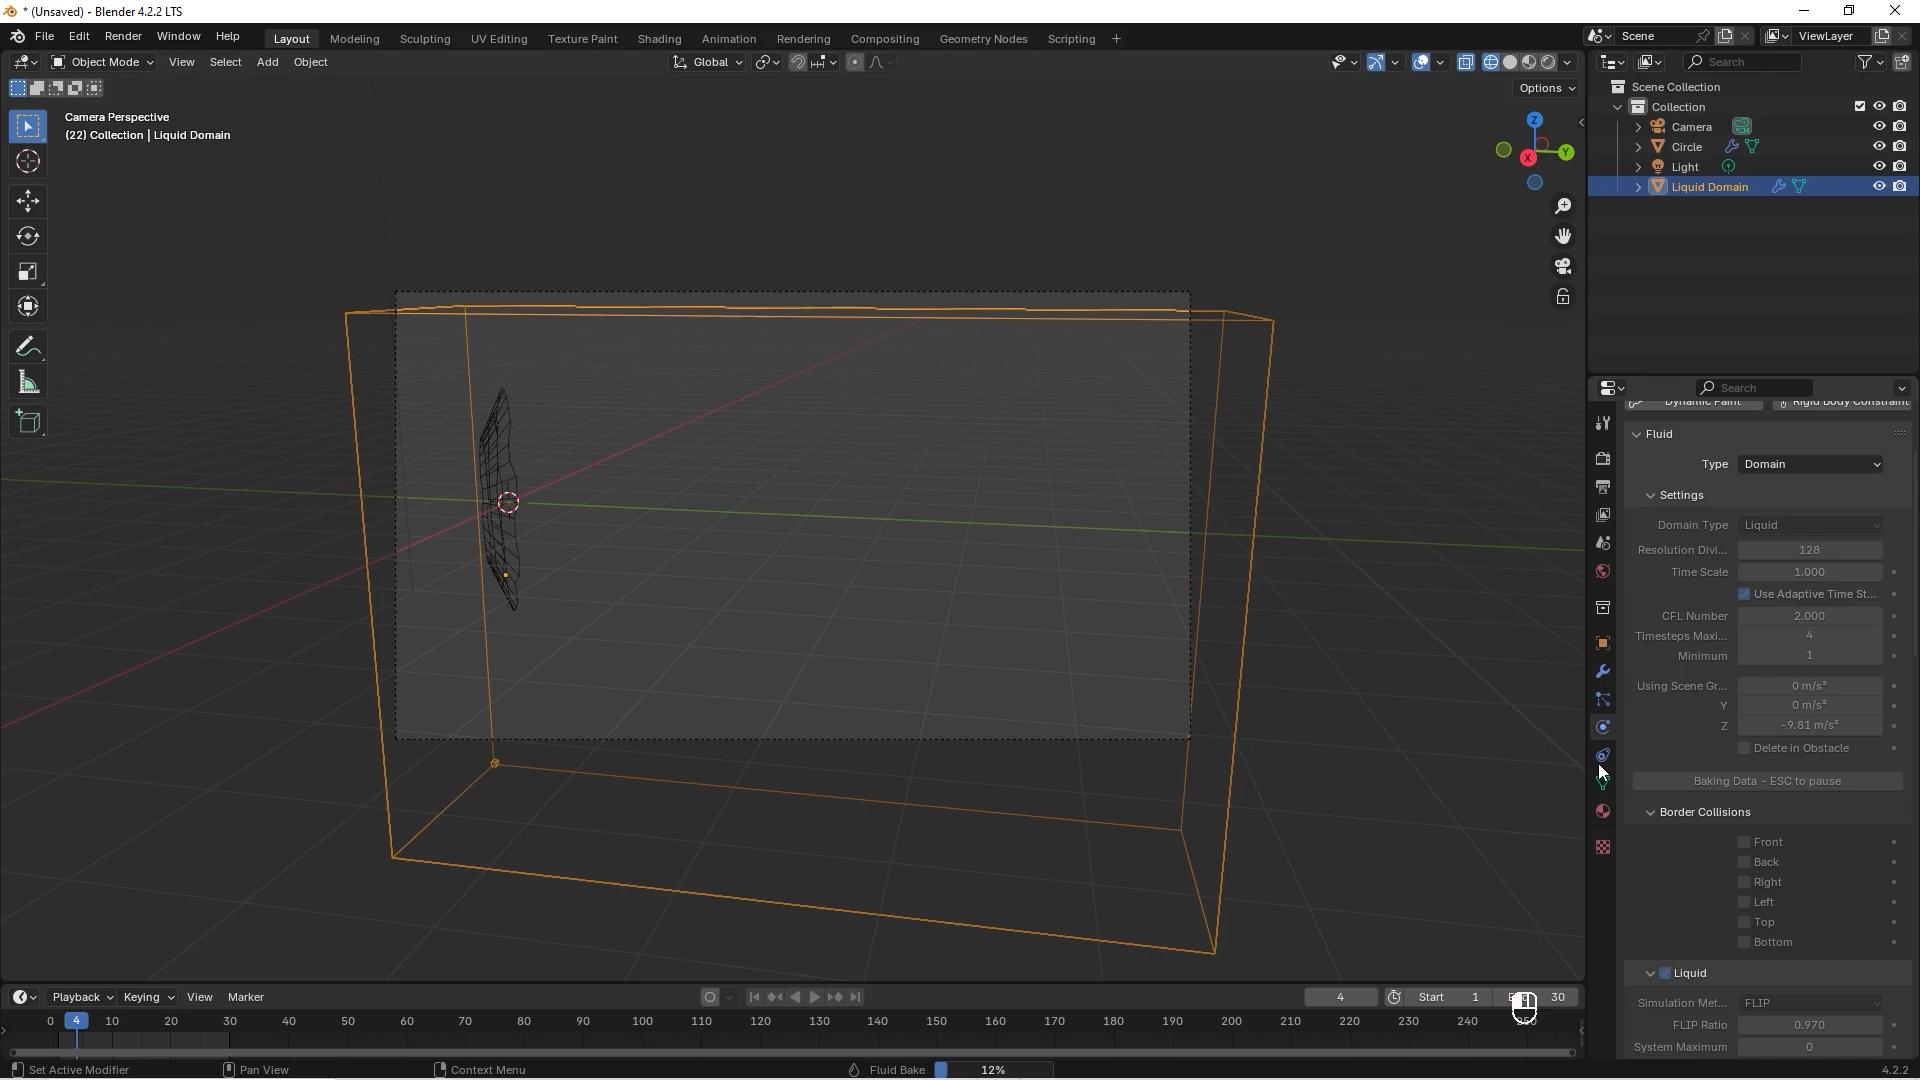 * (Unsaved) - Blender 4.2.2 LTS
File Edit Render Window Help Layout Modeling Sculpting UV Editing Texture Paint Shading Animation Rendering Compositing Geometry Nodes Scripting + Scene ViewLayer
Object Mode View Select Add Object Global Search
Options
Scene Collection
Collection
Camera Perspective
(22) Collection | Liquid Domain
Camera
Circle
Light
Liquid Domain
Z
Y
X
Search
Dynamic Paint Rigid Body Constraint
Fluid
Type Domain
Settings
Domain Type Liquid
Resolution Divi... 128
Time Scale 1.000
Use Adaptive Time St...
CFL Number 2.000
Timesteps Maxi... 4
Minimum 1
Using Scene Gr... 0 m/s²
Y 0 m/s²
Z -9.81 m/s²
Delete in Obstacle
Baking Data - ESC to pause
Border Collisions
Front
Back
Right
Left
Top
Bottom
Liquid
Simulation Met... FLIP
FLIP Ratio 0.970
System Maximum 0
Playback Keying View Marker 4 Start 1 30
0 4 10 20 30 40 50 60 70 80 90 100 110 120 130 140 150 160 170 180 190 200 210 220 230 240 250
Set Active Modifier Pan View Context Menu Fluid Bake 12% 4.2.2